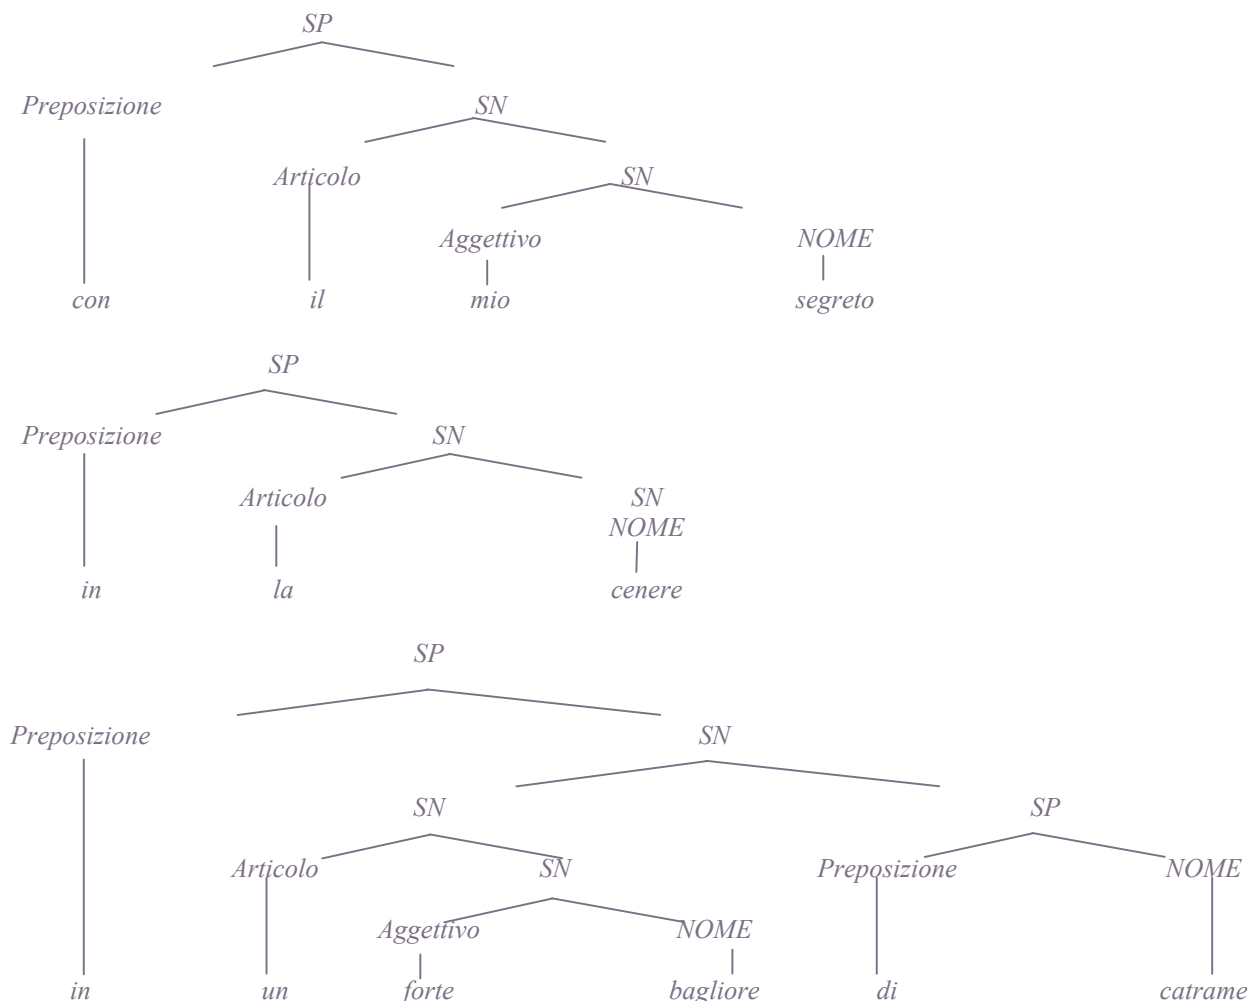 SP
Preposizione SN
Articolo SN
Aggettivo NOME
con il mio segreto
SP
Preposizione SN
Articolo SN
NOME
in la cenere
SP
Preposizione SN
SN SP
Articolo SN Preposizione NOME
Aggettivo NOME
in un forte bagliore di catrame